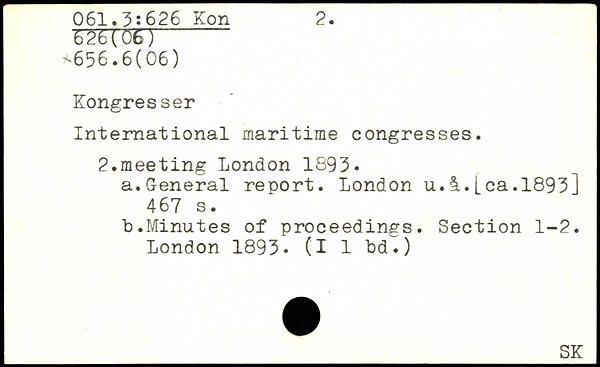 061.3:626 Kon 2.
626(06)
×656.6(06)
Kongresser
International maritime congresses.
2.meeting London 1893.
a.General report. London u.å.[ca.1893]
467 s.
b.Minutes of proceedings. Section 1-2.
London 1893. (I 1 bd.)
SK